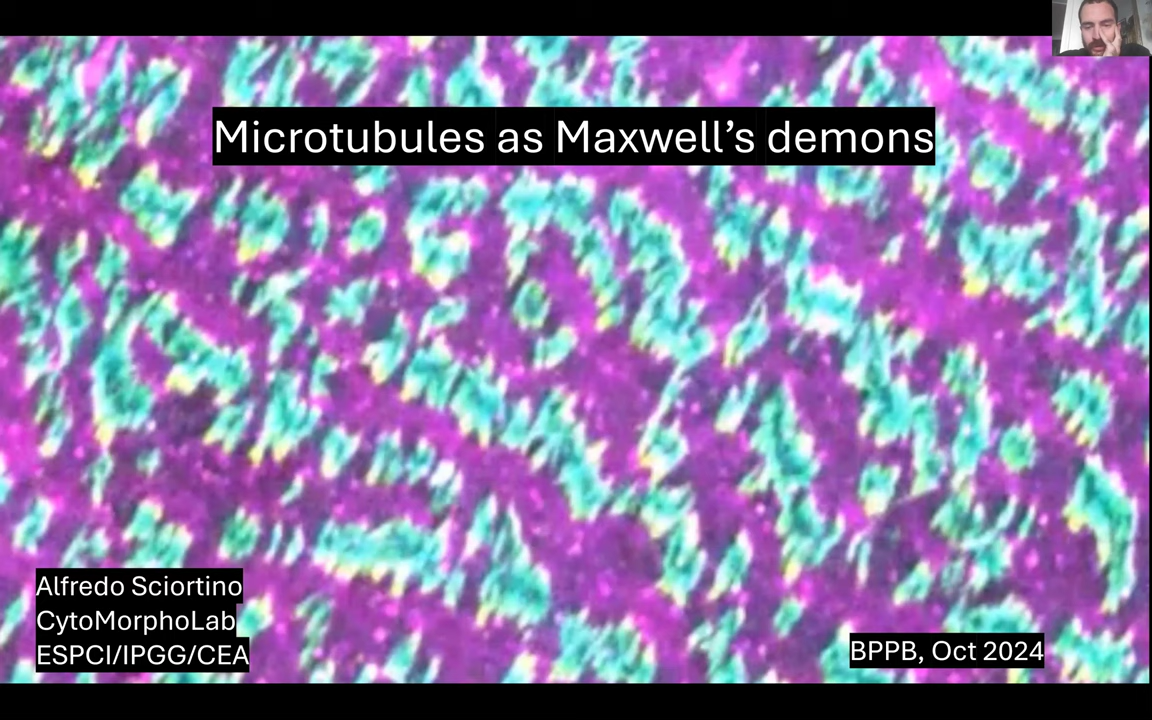 Microtubules as Maxwell’s demons
Alfredo Sciortino
CytoMorphoLab
ESPCI/IPGG/CEA
BPPB, Oct 2024